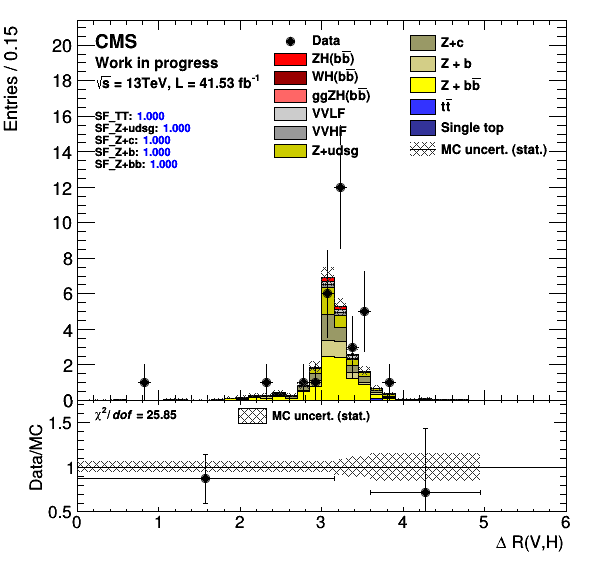 CMS
Work in progress
√s = 13TeV, L = 41.53 fb⁻¹
SF_TT: 1.000
SF_Z+udsg: 1.000
SF_Z+c: 1.000
SF_Z+b: 1.000
SF_Z+bb: 1.000
Data
ZH(bb̅)
WH(bb̅)
ggZH(bb̅)
VVLF
VVHF
Z+udsg
Z+c
Z + b
Z + bb̅
tt̅
Single top
MC uncert. (stat.)
Entries / 0.15
20
18
16
14
12
10
8
6
4
2
0
χ²/dof = 25.85
MC uncert. (stat.)
Data/MC
1.5
1
0.5
0 1 2 3 4 5 6
Δ R(V,H)